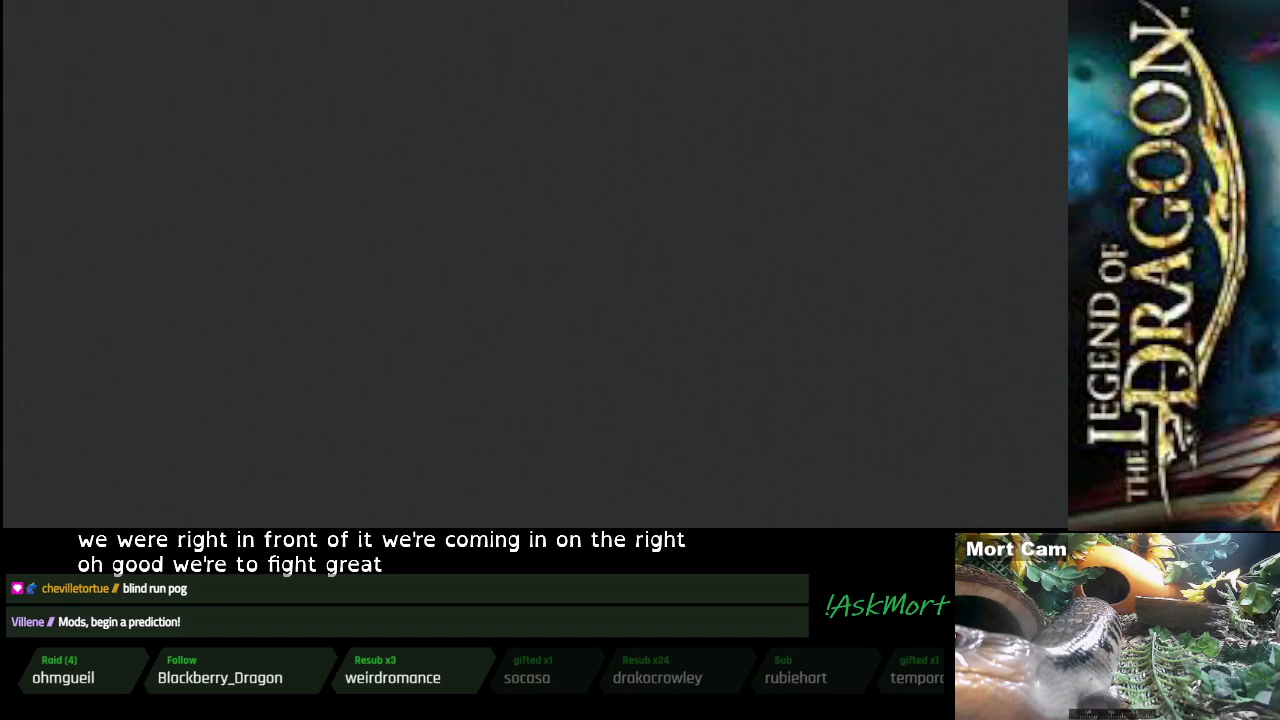 THE LEGEND OF
DRAGOON
we were right in front of it we're coming in on the right
oh good we're to fight great
chevilletortue // blind run pog
Villene // Mods, begin a prediction!
!AskMort
Mort Cam
Raid (4)
ohmgueil
Follow
Blackberry_Dragon
Resub x3
weirdromance
gifted x1
socasa
Resub x24
drakocrowley
Sub
rubiehart
gifted x1